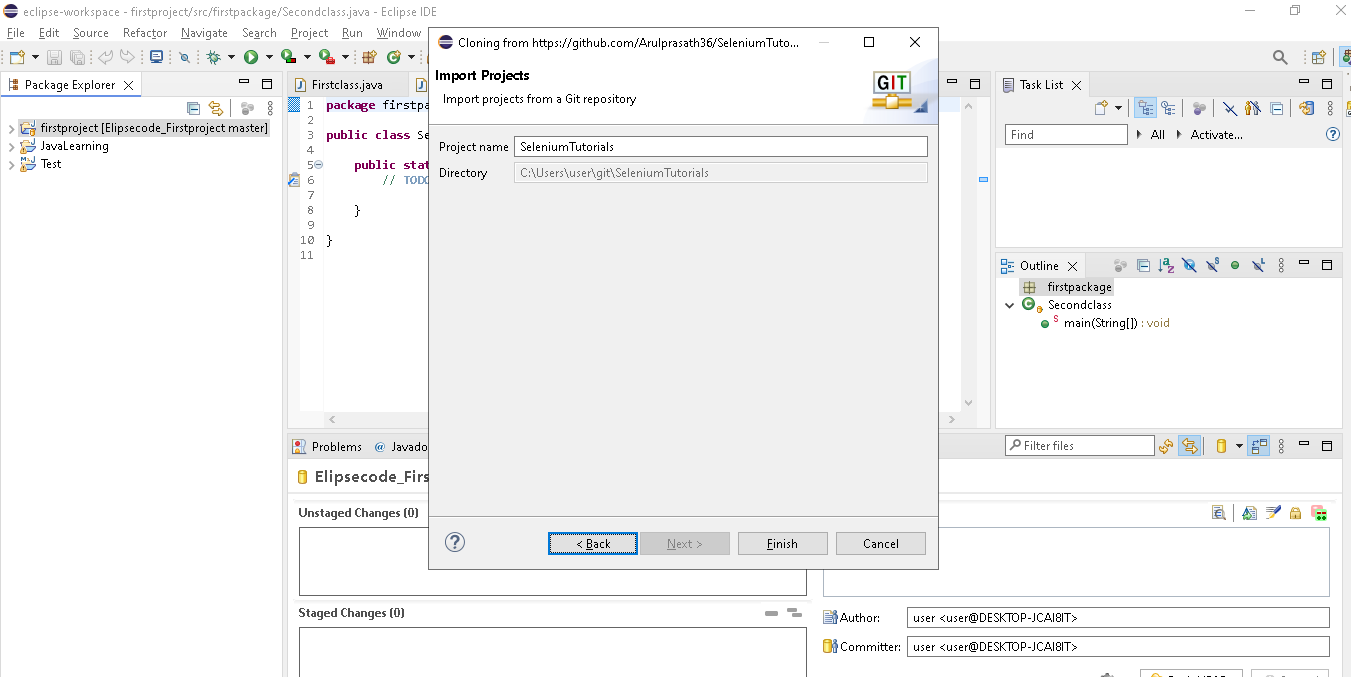 eclipse-workspace - firstproject/src/firstpackage/Secondclass.java - Eclipse IDE
File Edit Source Refactor Navigate Search Project Run Window
Package Explorer
firstproject [Elipsecode_Firstproject master]
JavaLearning
Test
Firstclass.java
1 package firstpa
2
3 public class Se
4
5 public stat
6 // TODO
7
8 }
9
10 }
11
Cloning from https://github.com/Arulprasath36/SeleniumTuto...
Import Projects
Import projects from a Git repository
GIT
Project name SeleniumTutorials
Directory C:\Users\user\git\SeleniumTutorials
< Back Next > Finish Cancel
Task List
Find All Activate...
Outline
firstpackage
Secondclass
main(String[]) : void
Problems @ Javado
Filter files
Elipsecode_Firs
Unstaged Changes (0)
Staged Changes (0)
Author: user <user@DESKTOP-JCAI8IT>
Committer: user <user@DESKTOP-JCAI8IT>